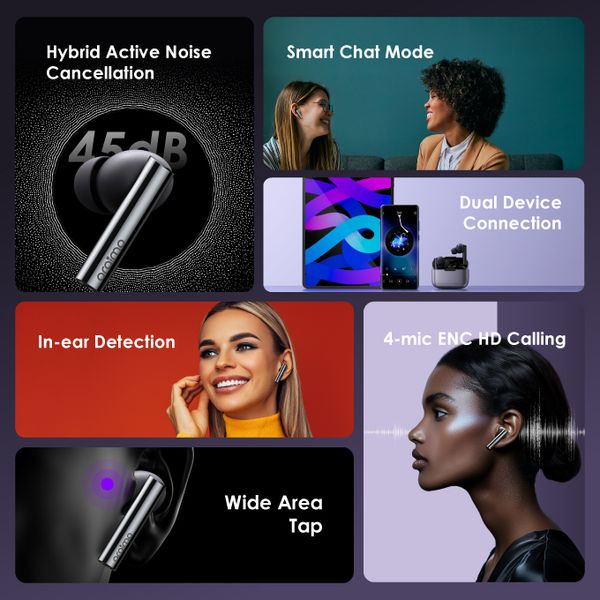 Hybrid Active Noise
Cancellation
45dB
oraimo
Smart Chat Mode
Dual Device
Connection
In-ear Detection
4-mic ENC HD Calling
Wide Area
Tap
oraimo